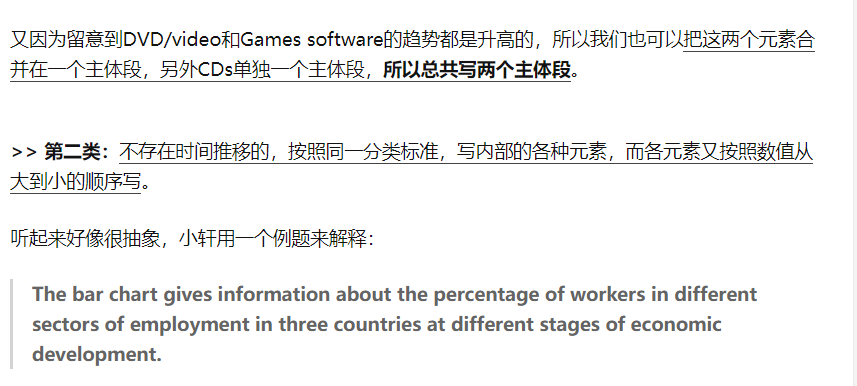 又因为留意到DVD/video和Games software的趋势都是升高的，所以我们也可以把这两个元素合
并在一个主体段，另外CDs单独一个主体段，所以总共写两个主体段。
>> 第二类：不存在时间推移的，按照同一分类标准，写内部的各种元素，而各元素又按照数值从
大到小的顺序写。
听起来好像很抽象，小轩用一个例题来解释：
The bar chart gives information about the percentage of workers in different
sectors of employment in three countries at different stages of economic
development.